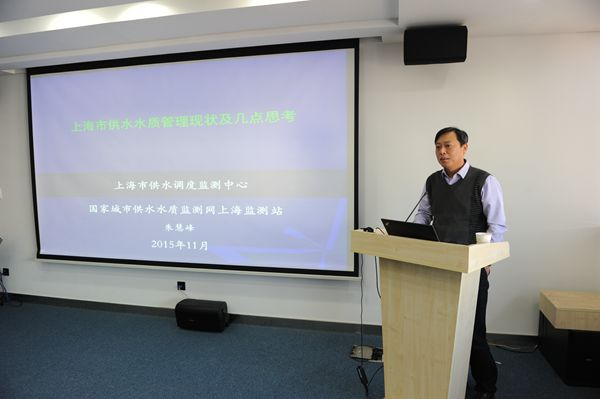 上海市供水水质管理现状及几点思考
上海市供水调度监测中心
国家城市供水水质监测网上海监测站
朱慧峰
2015年11月